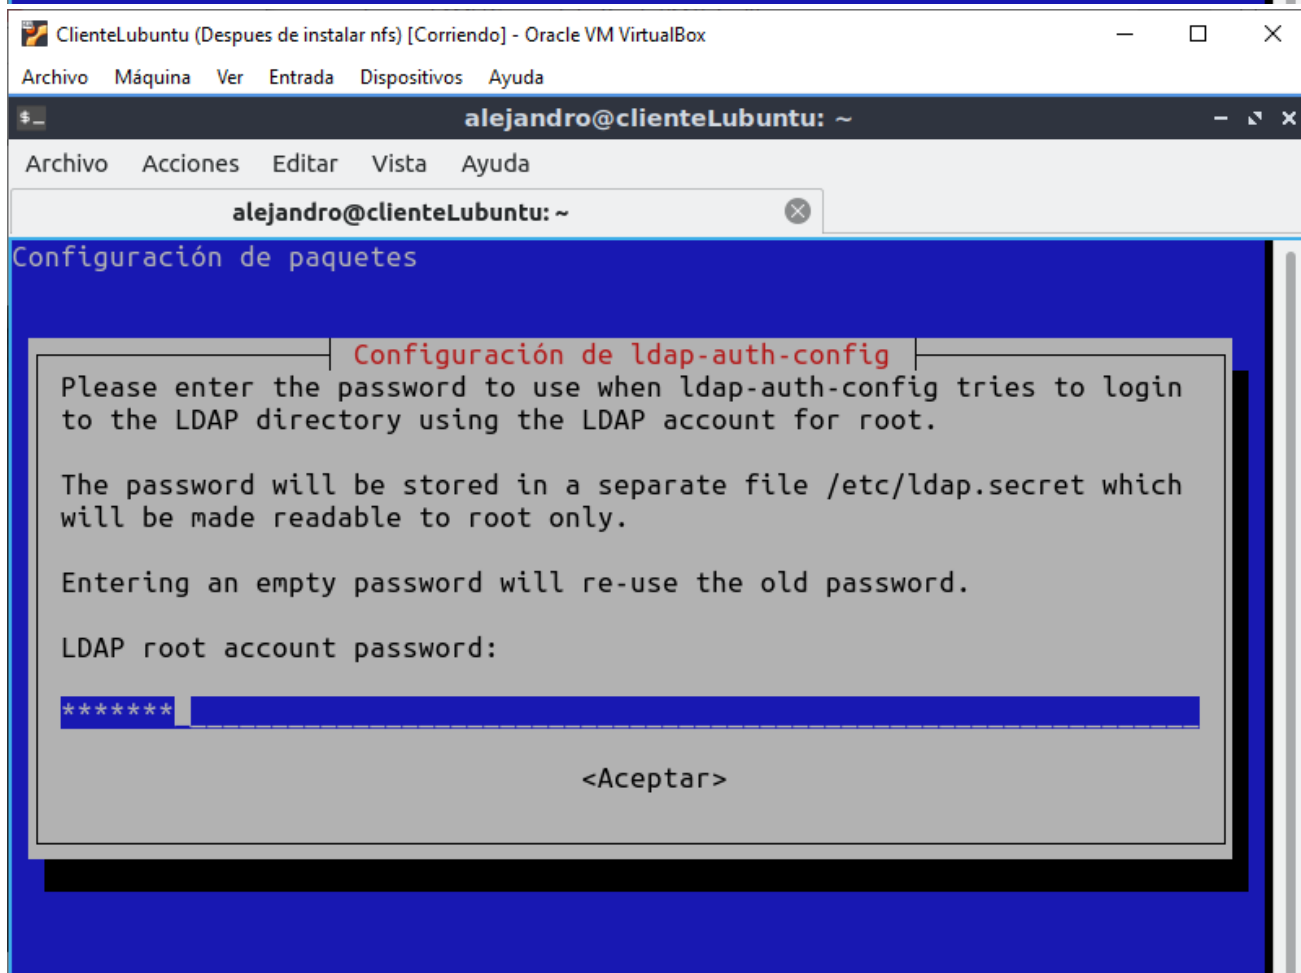 ClienteLubuntu (Despues de instalar nfs) [Corriendo] - Oracle VM VirtualBox
Archivo Máquina Ver Entrada Dispositivos Ayuda
$_ alejandro@clienteLubuntu: ~
Archivo Acciones Editar Vista Ayuda
alejandro@clienteLubuntu: ~
Configuración de paquetes
Configuración de ldap-auth-config
Please enter the password to use when ldap-auth-config tries to login
to the LDAP directory using the LDAP account for root.
The password will be stored in a separate file /etc/ldap.secret which
will be made readable to root only.
Entering an empty password will re-use the old password.
LDAP root account password:
*******
<Aceptar>